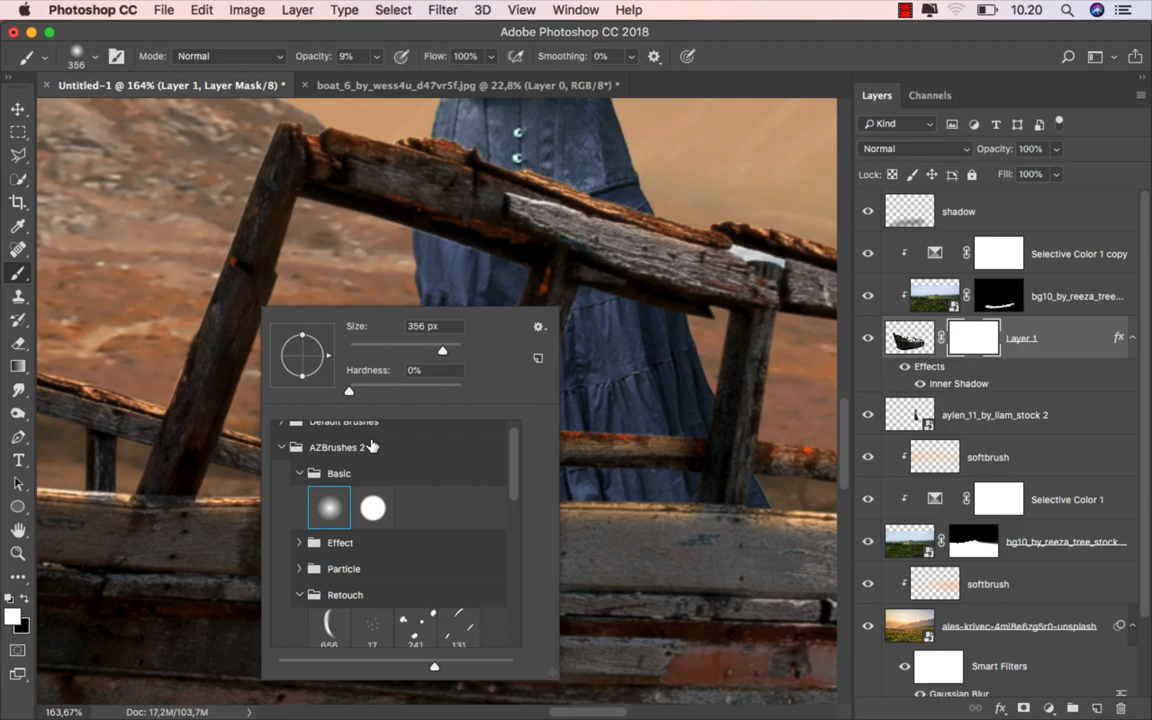 Photoshop CC File Edit Image Layer Type Select Filter 3D View Window Help 10.20
Adobe Photoshop CC 2018
356 Mode: Normal Opacity: 9% Flow: 100% Smoothing: 0%
Untitled-1 @ 164% (Layer 1, Layer Mask/8) * boat_6_by_wess4u_d47vr5f.jpg @ 22,8% (Layer 0, RGB/8*) *
Layers Channels
Kind
Normal Opacity: 100%
Lock: Fill: 100%
shadow
Selective Color 1 copy
bg10_by_reeza_tree...
Layer 1 fx
Effects
Inner Shadow
aylen_11_by_liam_stock 2
softbrush
Selective Color 1
bg10_by_reeza_tree_stock...
softbrush
ales-krivec-4mi8e6zg5r0-unsplash
Smart Filters
Gaussian Blur
Size: 356 px
Hardness: 0%
Default Brushes
AZBrushes 2
Basic
Effect
Particle
Retouch
656 17 241 131
163,67% Doc: 17,2M/103,7M
fx